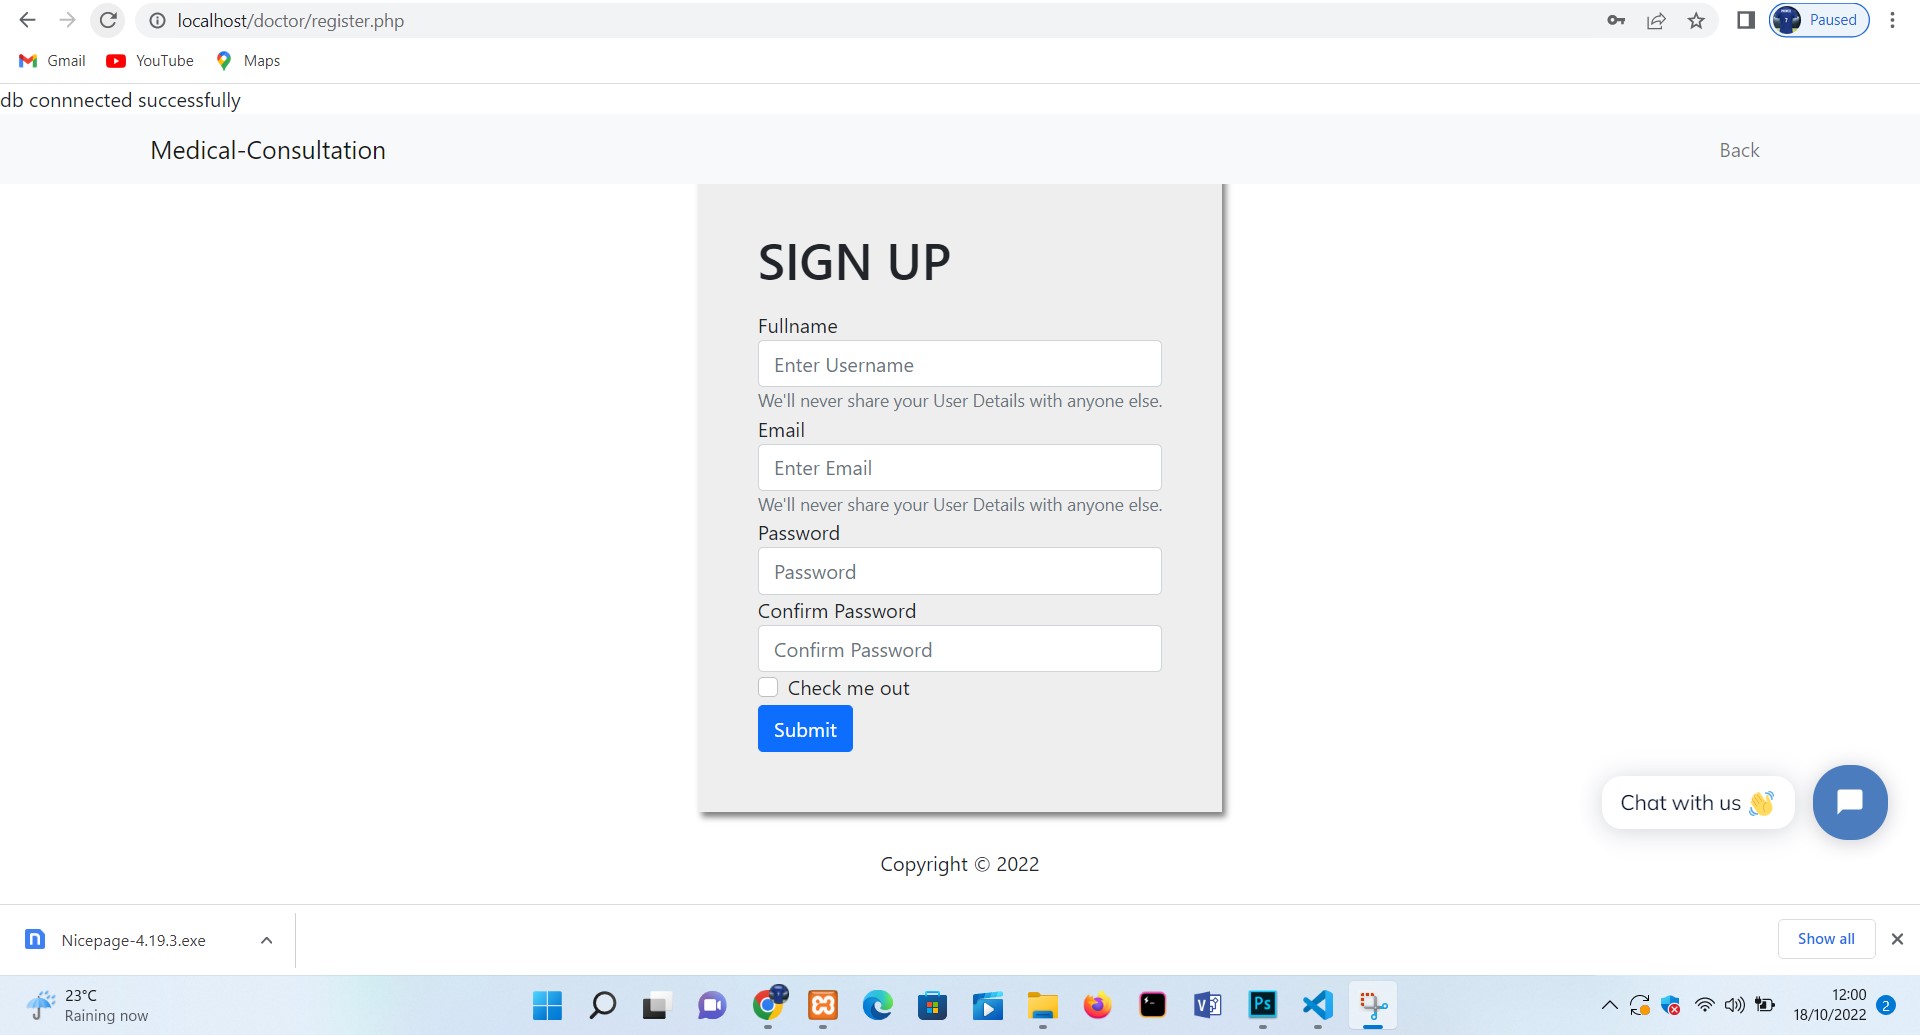 localhost/doctor/register.php
Paused
Gmail YouTube Maps
db connnected successfully
Medical-Consultation
Back
SIGN UP
Fullname
Enter Username
We'll never share your User Details with anyone else.
Email
Enter Email
We'll never share your User Details with anyone else.
Password
Password
Confirm Password
Confirm Password
Check me out
Submit
Chat with us 👋
Copyright © 2022
n Nicepage-4.19.3.exe
Show all
23°C
Raining now
Ps
12:00
18/10/2022
2